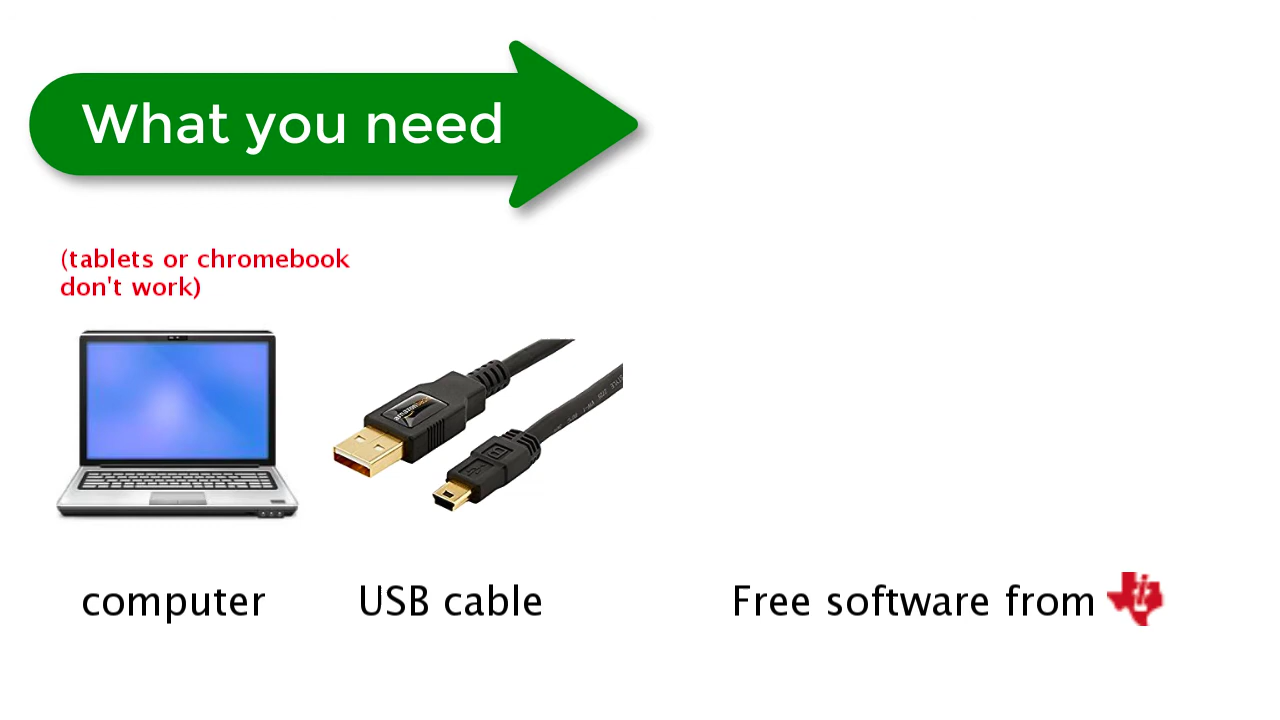 What you need
(tablets or chromebook
don't work)
computer
USB cable
Free software from